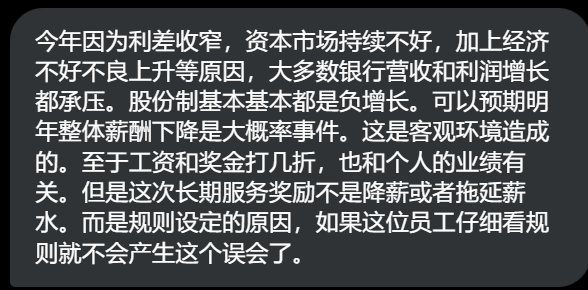 今年因为利差收窄，资本市场持续不好，加上经济
不好不良上升等原因，大多数银行营收和利润增长
都承压。股份制基本基本都是负增长。可以预期明
年整体薪酬下降是大概率事件。这是客观环境造成
的。至于工资和奖金打几折，也和个人的业绩有
关。但是这次长期服务奖励不是降薪或者拖延薪
水。而是规则设定的原因，如果这位员工仔细看规
则就不会产生这个误会了。